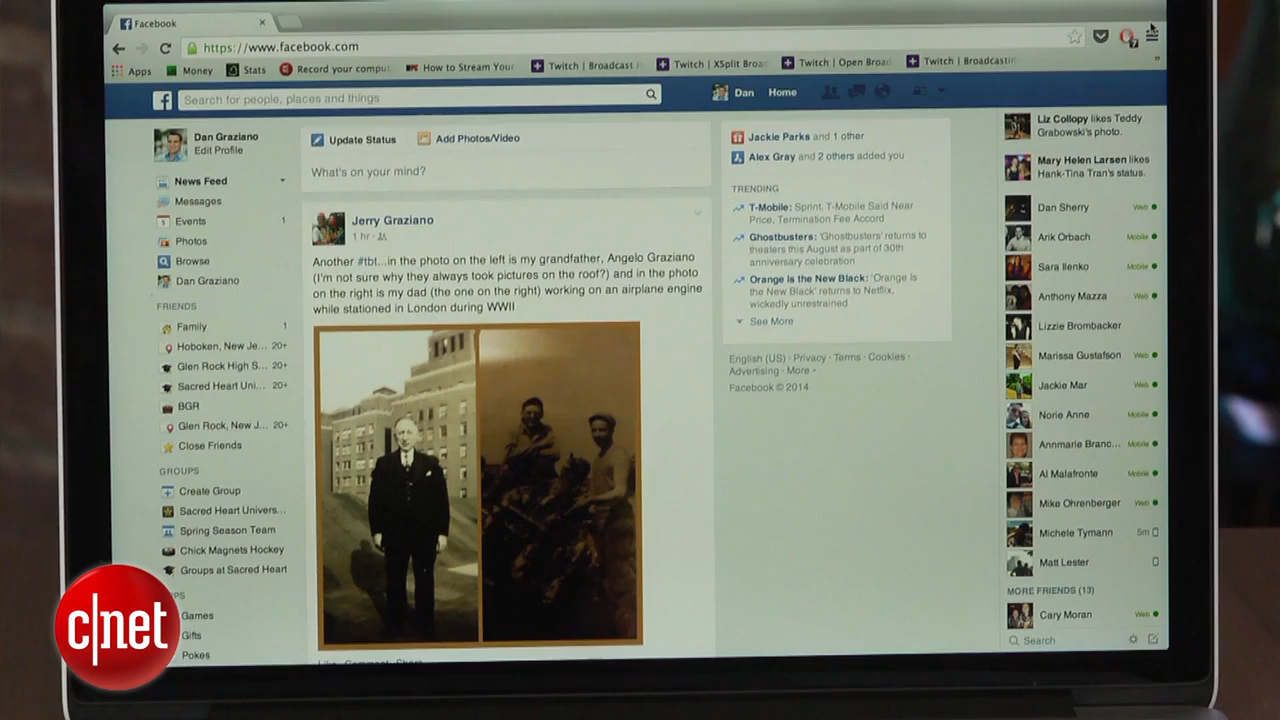 Facebook
https://www.facebook.com
7
Apps
Money
Stats
Record your compu
How to Stream Your
Twitch | Broadcast
Twitch | XSplit Broa
Twitch | Open Broad
Twitch | Broadcastin
Search for people, places and things
Dan
Home
Dan Graziano
Edit Profile
News Feed
Messages
Events 1
Photos
Browse
Dan Graziano
FRIENDS
Family 1
Hoboken, New Je... 20+
Glen Rock High S... 20+
Sacred Heart Uni... 20+
BGR
Glen Rock, New J... 20+
Close Friends
GROUPS
Create Group
Sacred Heart Univers...
Spring Season Team
Chick Magnets Hockey
Groups at Sacred Heart
PS
Games
Gifts
Pokes
Update Status
Add Photos/Video
What's on your mind?
Jerry Graziano
1 hr ·
Another #tbt...in the photo on the left is my grandfather, Angelo Graziano
(I'm not sure why they always took pictures on the roof?) and in the photo
on the right is my dad (the one on the right) working on an airplane engine
while stationed in London during WWII
Like · Comment · Share
Jackie Parks and 1 other
Alex Gray and 2 others added you
TRENDING
T-Mobile: Sprint, T-Mobile Said Near
Price, Termination Fee Accord
Ghostbusters: 'Ghostbusters' returns to
theaters this August as part of 30th
anniversary celebration
Orange is the New Black: 'Orange is
the New Black' returns to Netflix,
wickedly unrestrained
See More
English (US) · Privacy · Terms · Cookies ·
Advertising · More
Facebook © 2014
Liz Collopy likes Teddy
Grabowski's photo.
Mary Helen Larsen likes
Hank-Tina Tran's status.
Dan Sherry Web
Arik Orbach Mobile
Sara Ilenko Mobile
Anthony Mazza Web
Lizzie Brombacker
Marissa Gustafson Web
Jackie Mar Web
Norie Anne Mobile
Annmarie Branc... Mobile
Al Malafronte Mobile
Mike Ohrenberger Web
Michele Tymann 5m
Matt Lester
MORE FRIENDS (13)
Cary Moran Web
Search
c|net